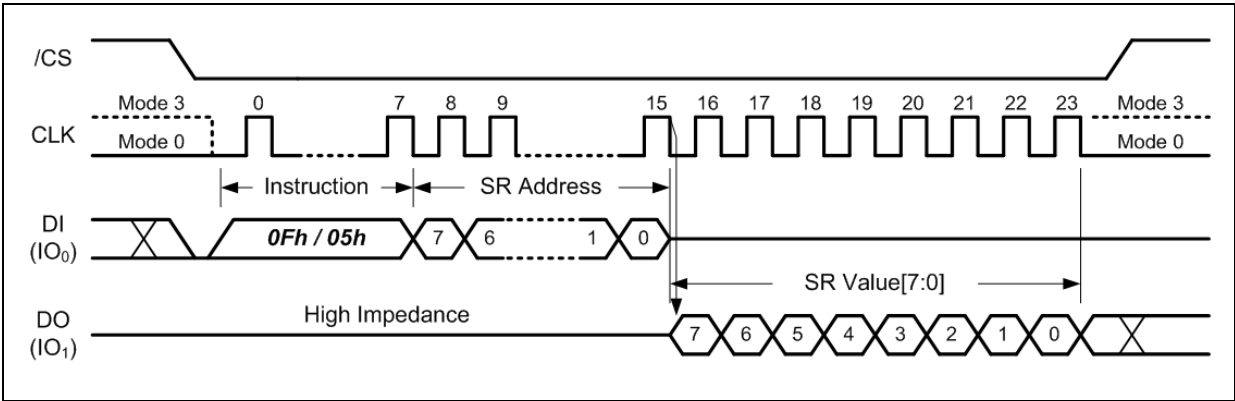 /CS
Mode 3 0 7 8 9 15 16 17 18 19 20 21 22 23 Mode 3
CLK
Mode 0 Mode 0
Instruction SR Address
DI
(IO₀)
0Fh / 05h 7 6 1 0
SR Value[7:0]
High Impedance
DO
(IO₁)
7 6 5 4 3 2 1 0